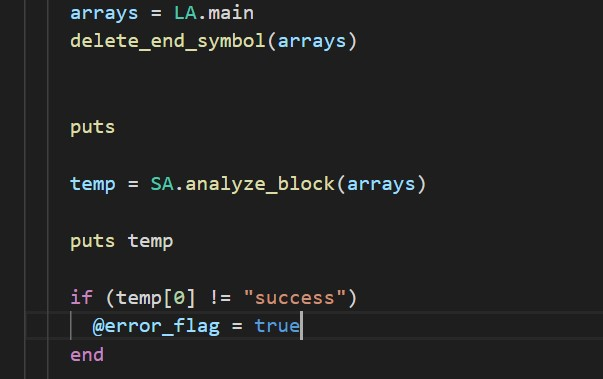 arrays = LA.main
delete_end_symbol(arrays)
puts
temp = SA.analyze_block(arrays)
puts temp
if (temp[0] != "success")
@error_flag = true
end